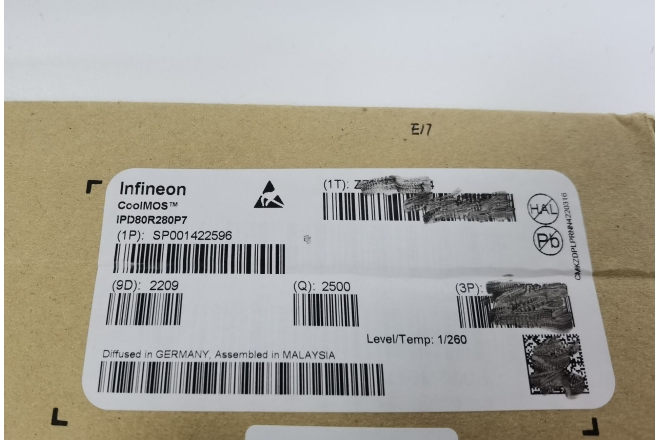 E17
Infineon
CoolMOS™
IPD80R280P7
(1P): SP001422596
(1T):
HAL
Pb
(9D): 2209
(Q): 2500
(3P):
Level/Temp: 1/260
Diffused in GERMANY, Assembled in MALAYSIA